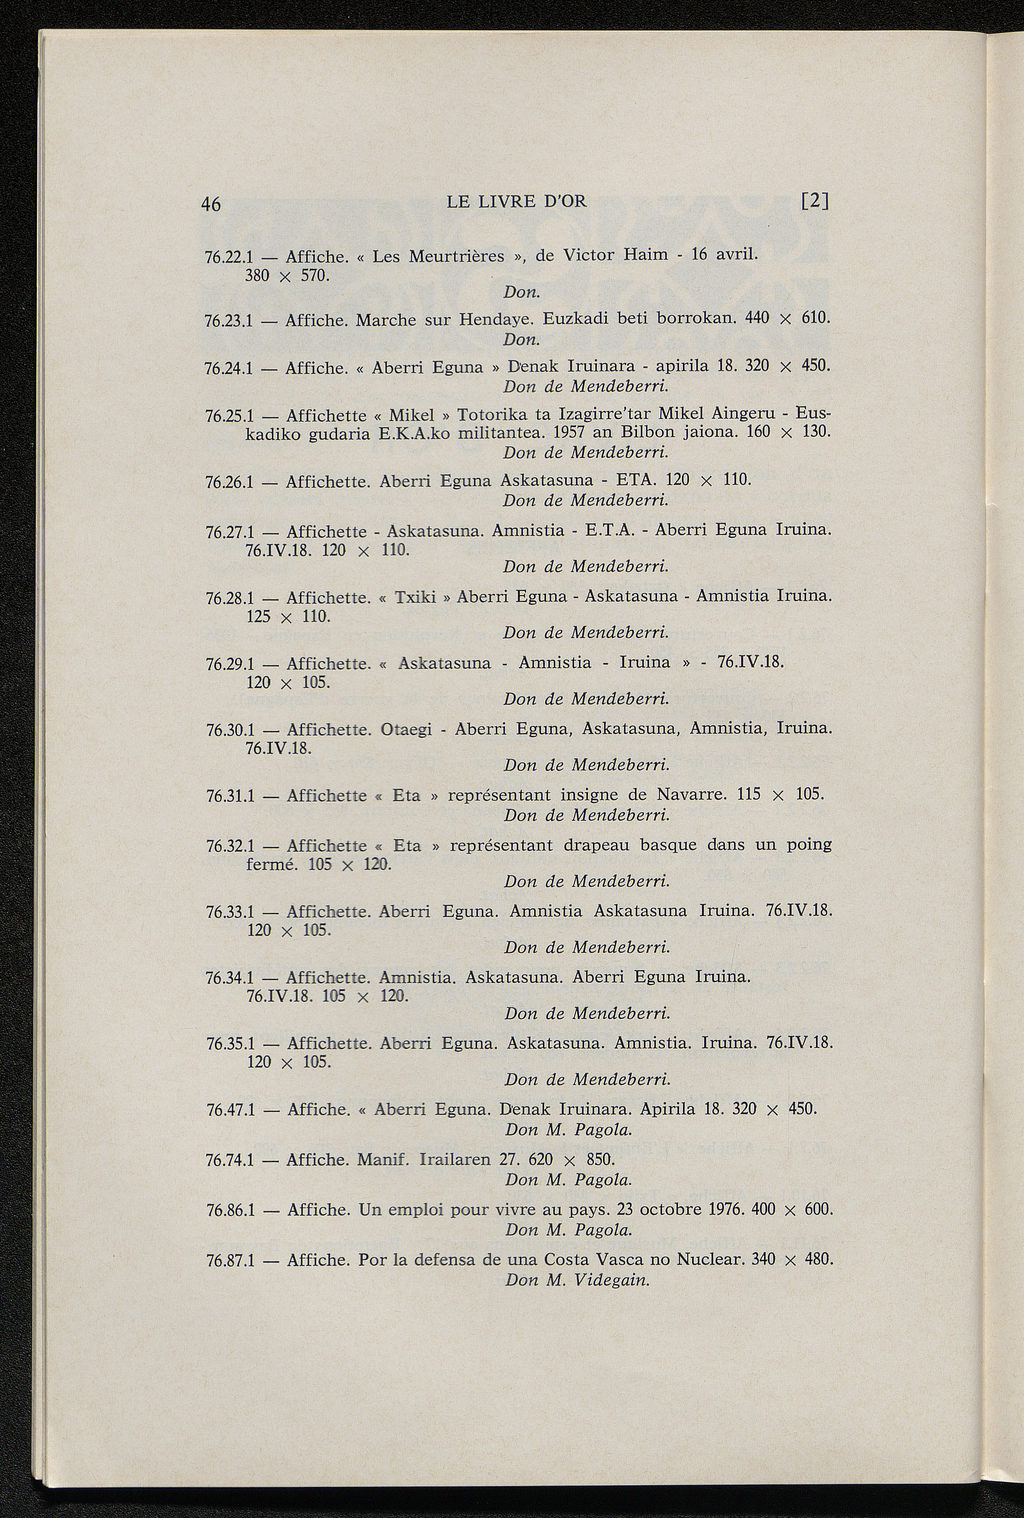 46 LE LIVRE D'OR [2]
76.22.1 — Affiche. « Les Meurtrières », de Victor Haim - 16 avril.
380 × 570.
Don.
76.23.1 — Affiche. Marche sur Hendaye. Euzkadi beti borrokan. 440 × 610.
Don.
76.24.1 — Affiche. « Aberri Eguna » Denak Iruinara - apirila 18. 320 × 450.
Don de Mendeberri.
76.25.1 — Affichette « Mikel » Totorika ta Izagirre'tar Mikel Aingeru - Eus-
kadiko gudaria E.K.A.ko militantea. 1957 an Bilbon jaiona. 160 × 130.
Don de Mendeberri.
76.26.1 — Affichette. Aberri Eguna Askatasuna - ETA. 120 × 110.
Don de Mendeberri.
76.27.1 — Affichette - Askatasuna. Amnistia - E.T.A. - Aberri Eguna Iruina.
76.IV.18. 120 × 110.
Don de Mendeberri.
76.28.1 — Affichette. « Txiki » Aberri Eguna - Askatasuna - Amnistia Iruina.
125 × 110.
Don de Mendeberri.
76.29.1 — Affichette. « Askatasuna - Amnistia - Iruina » - 76.IV.18.
120 × 105.
Don de Mendeberri.
76.30.1 — Affichette. Otaegi - Aberri Eguna, Askatasuna, Amnistia, Iruina.
76.IV.18.
Don de Mendeberri.
76.31.1 — Affichette « Eta » représentant insigne de Navarre. 115 × 105.
Don de Mendeberri.
76.32.1 — Affichette « Eta » représentant drapeau basque dans un poing
fermé. 105 × 120.
Don de Mendeberri.
76.33.1 — Affichette. Aberri Eguna. Amnistia Askatasuna Iruina. 76.IV.18.
120 × 105.
Don de Mendeberri.
76.34.1 — Affichette. Amnistia. Askatasuna. Aberri Eguna Iruina.
76.IV.18. 105 × 120.
Don de Mendeberri.
76.35.1 — Affichette. Aberri Eguna. Askatasuna. Amnistia. Iruina. 76.IV.18.
120 × 105.
Don de Mendeberri.
76.47.1 — Affiche. « Aberri Eguna. Denak Iruinara. Apirila 18. 320 × 450.
Don M. Pagola.
76.74.1 — Affiche. Manif. Irailaren 27. 620 × 850.
Don M. Pagola.
76.86.1 — Affiche. Un emploi pour vivre au pays. 23 octobre 1976. 400 × 600.
Don M. Pagola.
76.87.1 — Affiche. Por la defensa de una Costa Vasca no Nuclear. 340 × 480.
Don M. Videgain.